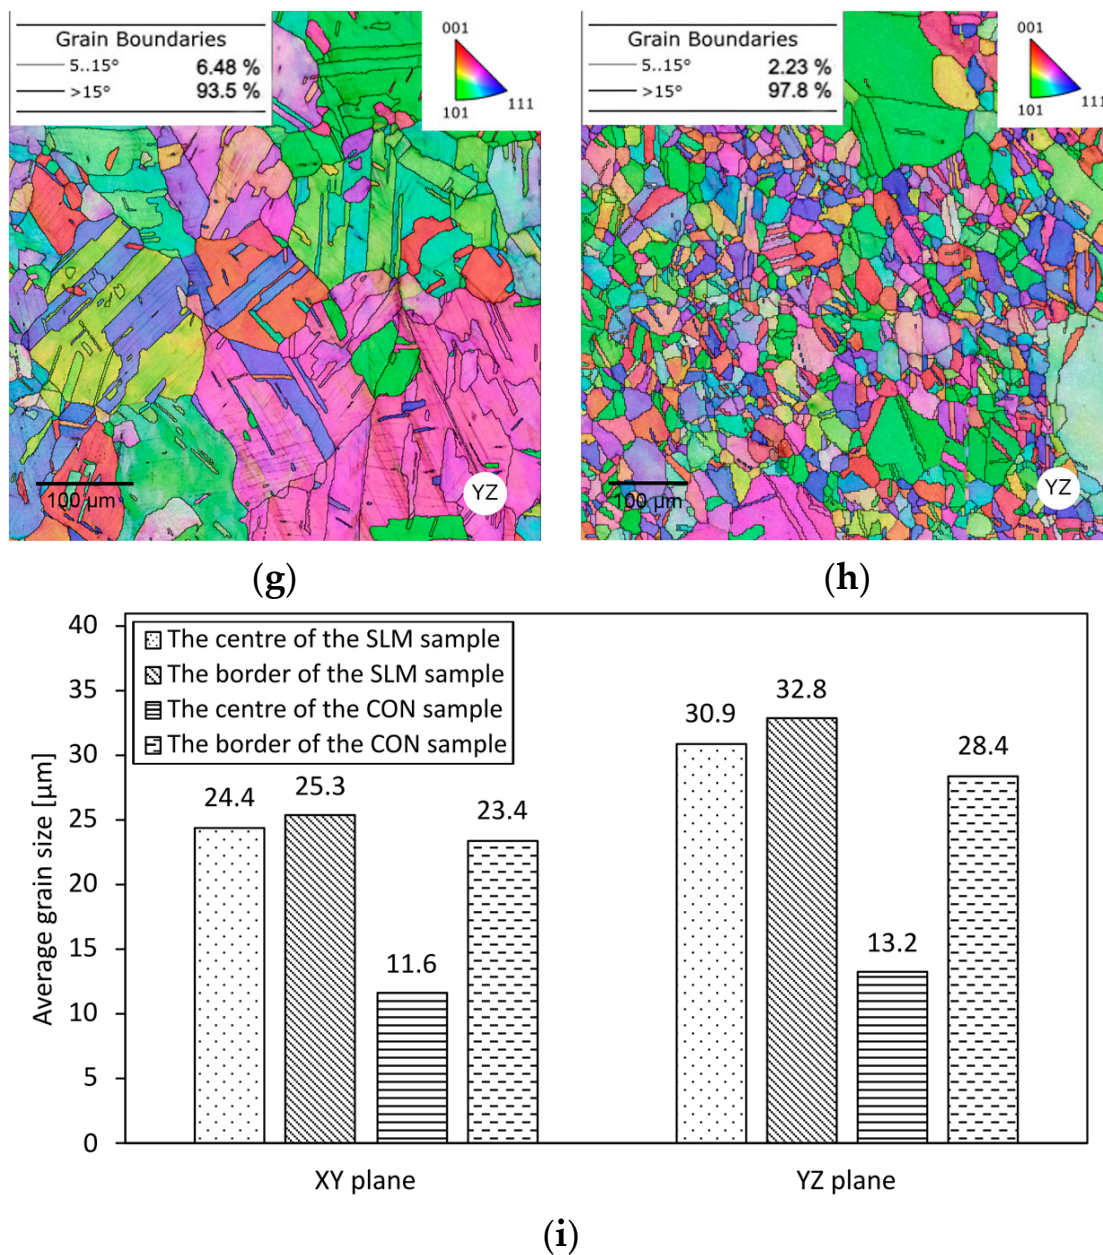 Grain Boundaries
5..15° 6.48 %
>15° 93.5 %
001
101
111
100 µm
YZ
(g)
Grain Boundaries
5..15° 2.23 %
>15° 97.8 %
001
101
111
100 µm
YZ
(h)
The centre of the SLM sample
The border of the SLM sample
The centre of the CON sample
The border of the CON sample
Average grain size [µm]
40
35
30
25
20
15
10
5
0
24.4
25.3
11.6
23.4
30.9
32.8
13.2
28.4
XY plane
YZ plane
(i)